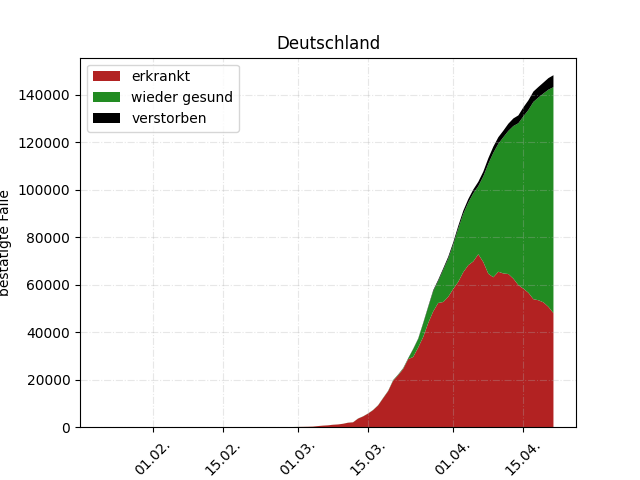 Deutschland
erkrankt
wieder gesund
verstorben
bestätigte Fälle
140000
120000
100000
80000
60000
40000
20000
0
01.02.
15.02.
01.03.
15.03.
01.04.
15.04.